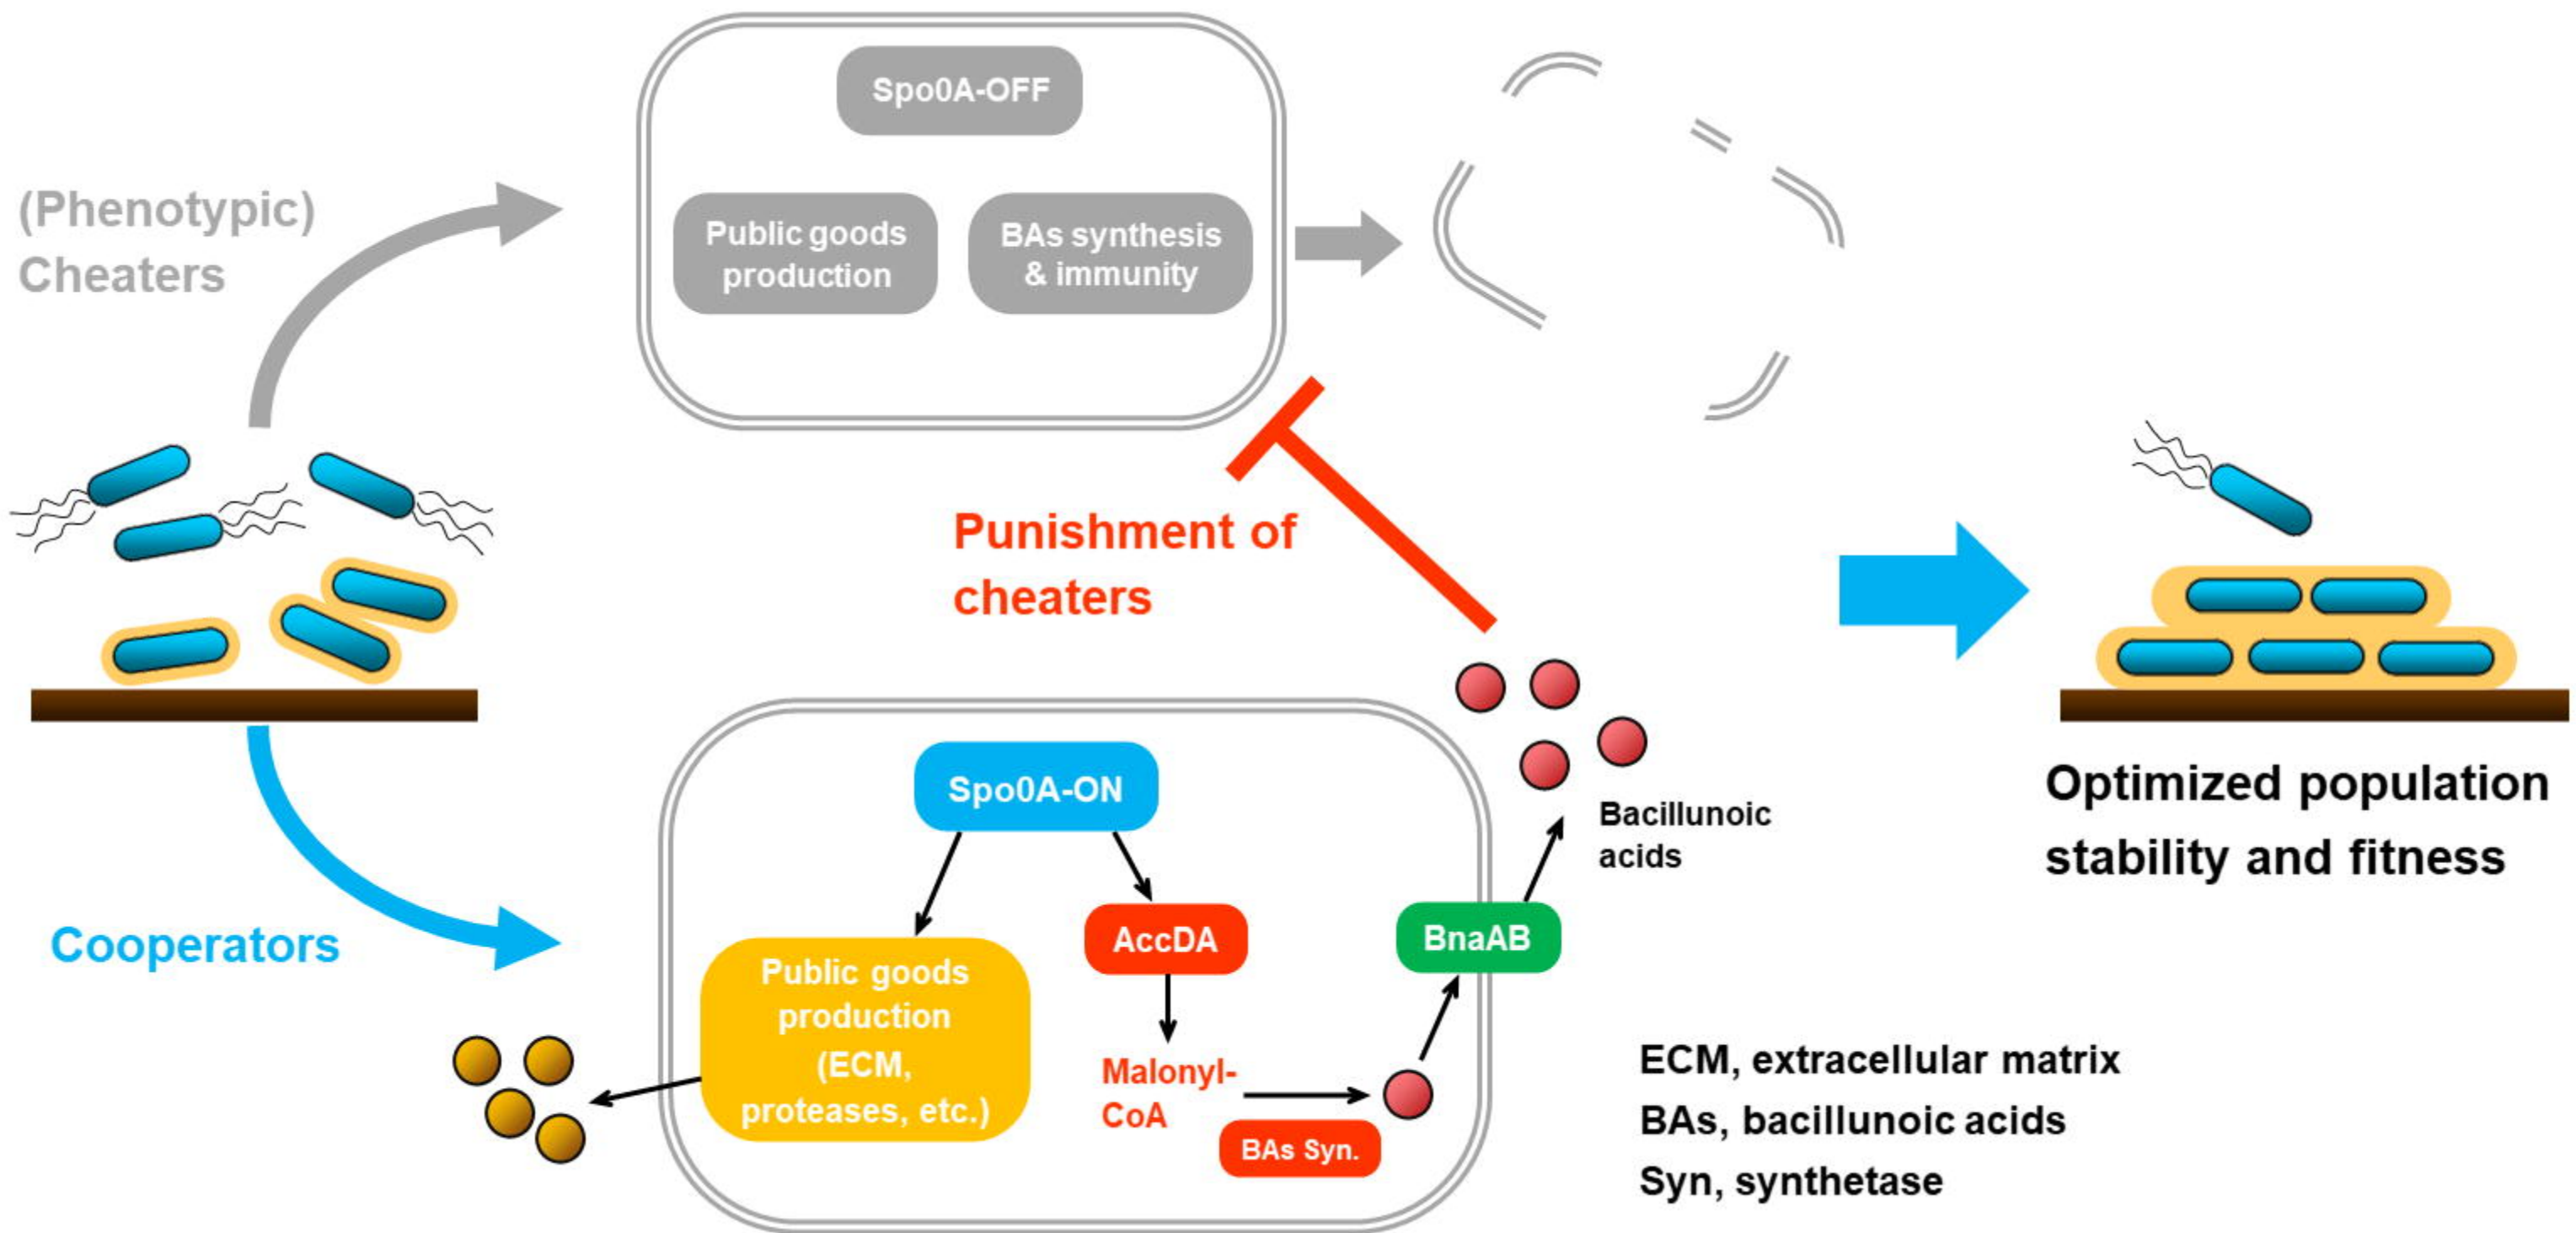 Spo0A-OFF
(Phenotypic)
Cheaters
Public goods
production
BAs synthesis
& immunity
Punishment of
cheaters
Spo0A-ON
Bacillunoic
acids
Optimized population
stability and fitness
Cooperators
AccDA
BnaAB
Public goods
production
(ECM,
proteases, etc.)
Malonyl-
CoA
BAs Syn.
ECM, extracellular matrix
BAs, bacillunoic acids
Syn, synthetase